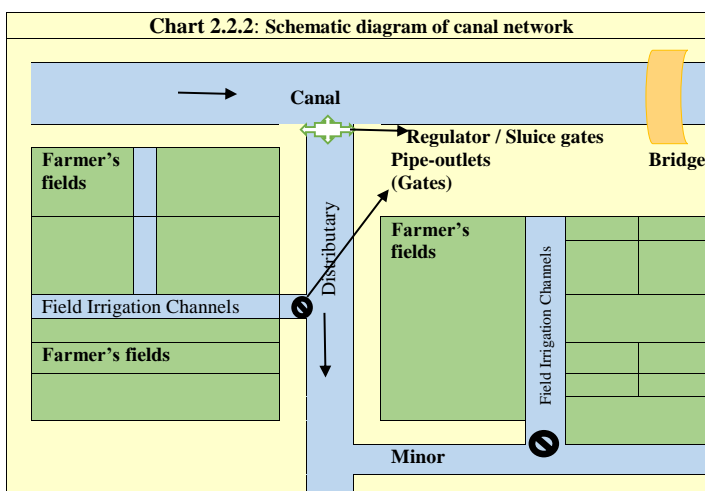 Chart 2.2.2: Schematic diagram of canal network
Canal
Regulator / Sluice gates
Pipe-outlets
(Gates)
Bridge
Farmer's
fields
Distributary
Farmer's
fields
Field Irrigation Channels
Field Irrigation Channels
Farmer's fields
Minor